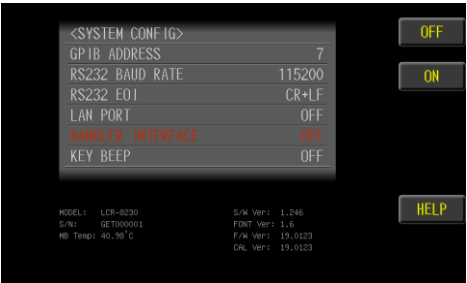 <SYSTEM CONFIG>
GPIB ADDRESS 7
RS232 BAUD RATE 115200
RS232 EOI CR+LF
LAN PORT OFF
HANDLER INTERFACE OFF
KEY BEEP OFF
OFF
ON
HELP
MODEL: LCR-8230
S/N: GET000001
MB Temp: 40.98°C
S/W Ver: 1.246
FONT Ver: 1.6
F/W Ver: 19.0123
CAL Ver: 19.0123